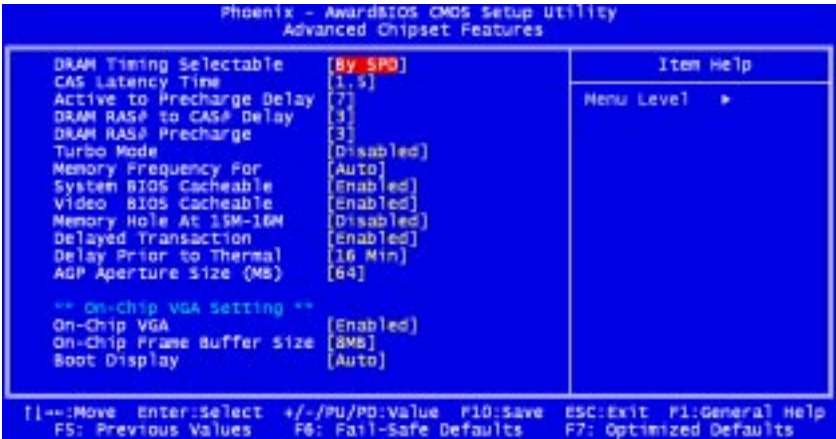 Phoenix - AwardBIOS CMOS Setup Utility
Advanced Chipset Features
DRAM Timing Selectable [By SPD]
CAS Latency Time [1.5]
Active to Precharge Delay [7]
DRAM RAS# to CAS# Delay [3]
DRAM RAS# Precharge [3]
Turbo Mode [Disabled]
Memory Frequency For [Auto]
System BIOS Cacheable [Enabled]
Video BIOS Cacheable [Enabled]
Memory Hole At 15M-16M [Disabled]
Delayed Transaction [Enabled]
Delay Prior to Thermal [16 Min]
AGP Aperture Size (MB) [64]
** On-Chip VGA Setting **
On-Chip VGA [Enabled]
On-Chip Frame Buffer Size [8MB]
Boot Display [Auto]
Item Help
Menu Level ►
↑↓→←:Move Enter:Select +/-/PU/PD:Value F10:Save ESC:Exit F1:General Help
F5: Previous Values F6: Fail-Safe Defaults F7: Optimized Defaults